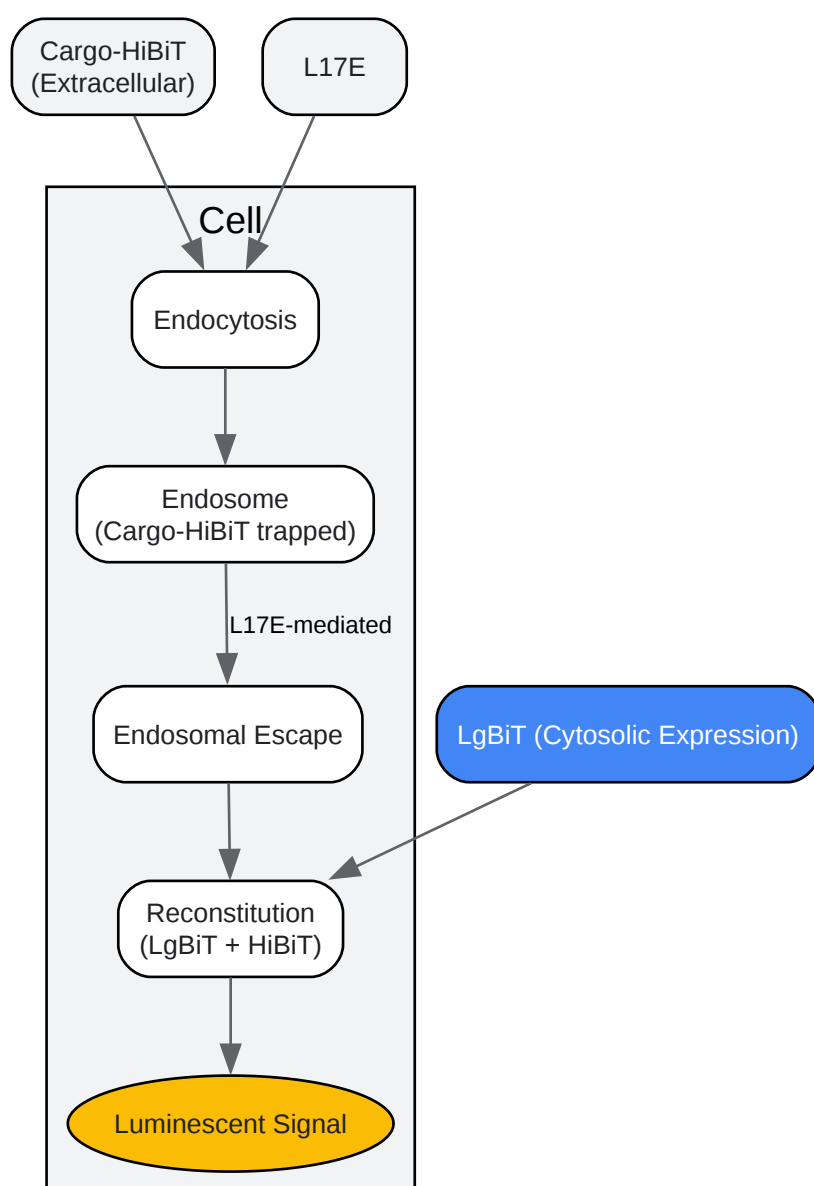 Cargo-HiBiT
(Extracellular)
L17E
Cell
Endocytosis
Endosome
(Cargo-HiBiT trapped)
L17E-mediated
Endosomal Escape
LgBiT (Cytosolic Expression)
Reconstitution
(LgBiT + HiBiT)
Luminescent Signal